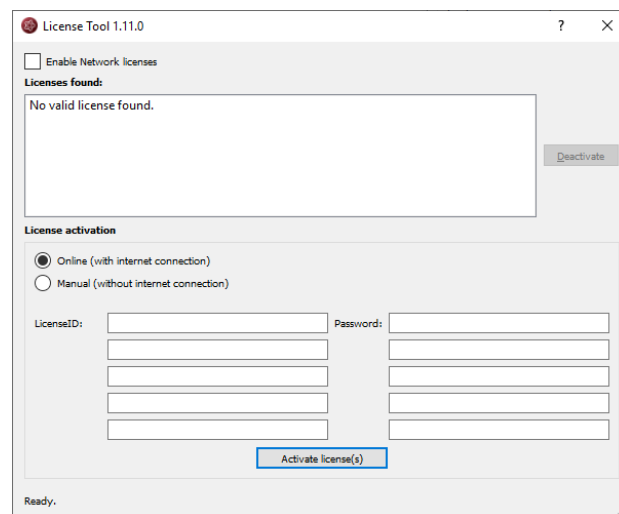 License Tool 1.11.0 ? ✕
Enable Network licenses
Licenses found:
No valid license found.
Deactivate
License activation
Online (with internet connection)
Manual (without internet connection)
LicenseID: Password:
Activate license(s)
Ready.